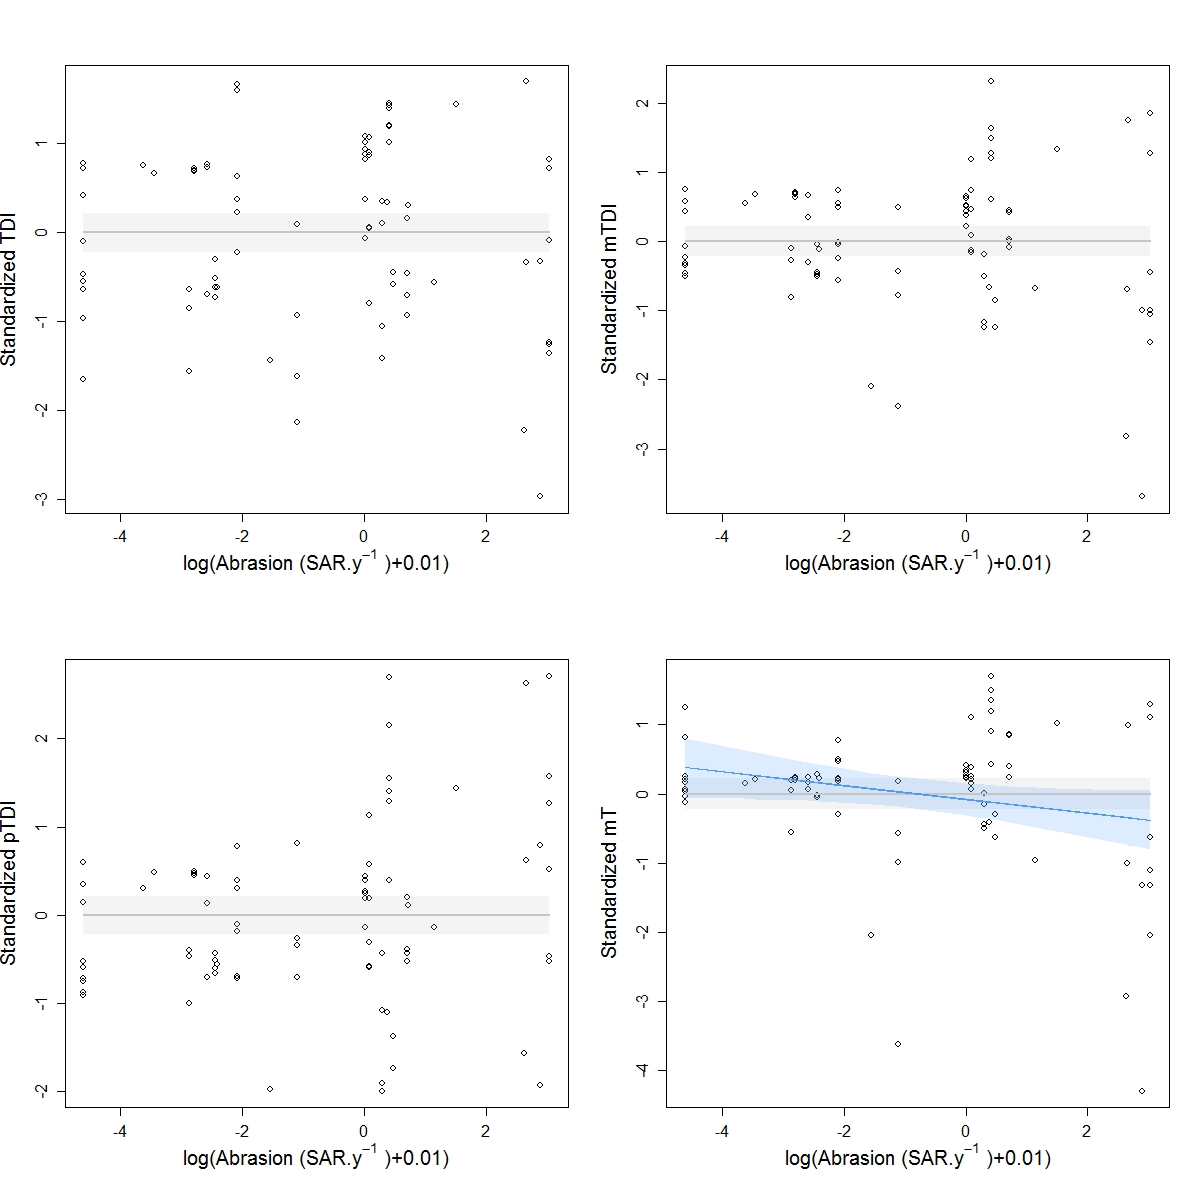 Standardized TDI
1
0
-1
-2
-3
-4 -2 0 2
log(Abrasion (SAR.y⁻¹ )+0.01)
Standardized mTDI
2
1
0
-1
-2
-3
-4 -2 0 2
log(Abrasion (SAR.y⁻¹ )+0.01)
Standardized pTDI
2
1
0
-1
-2
-4 -2 0 2
log(Abrasion (SAR.y⁻¹ )+0.01)
Standardized mT
1
0
-1
-2
-3
-4
-4 -2 0 2
log(Abrasion (SAR.y⁻¹ )+0.01)